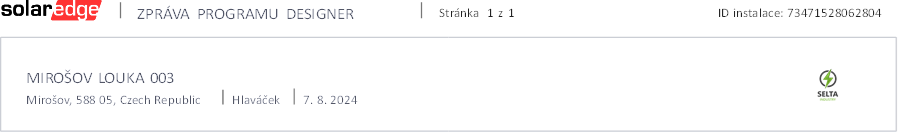 solaredge | ZPRÁVA PROGRAMU DESIGNER | Stránka 1 z 1 ID instalace: 73471528062804
MIROŠOV LOUKA 003
Mirošov, 588 05, Czech Republic | Hlaváček | 7. 8. 2024
SELTA